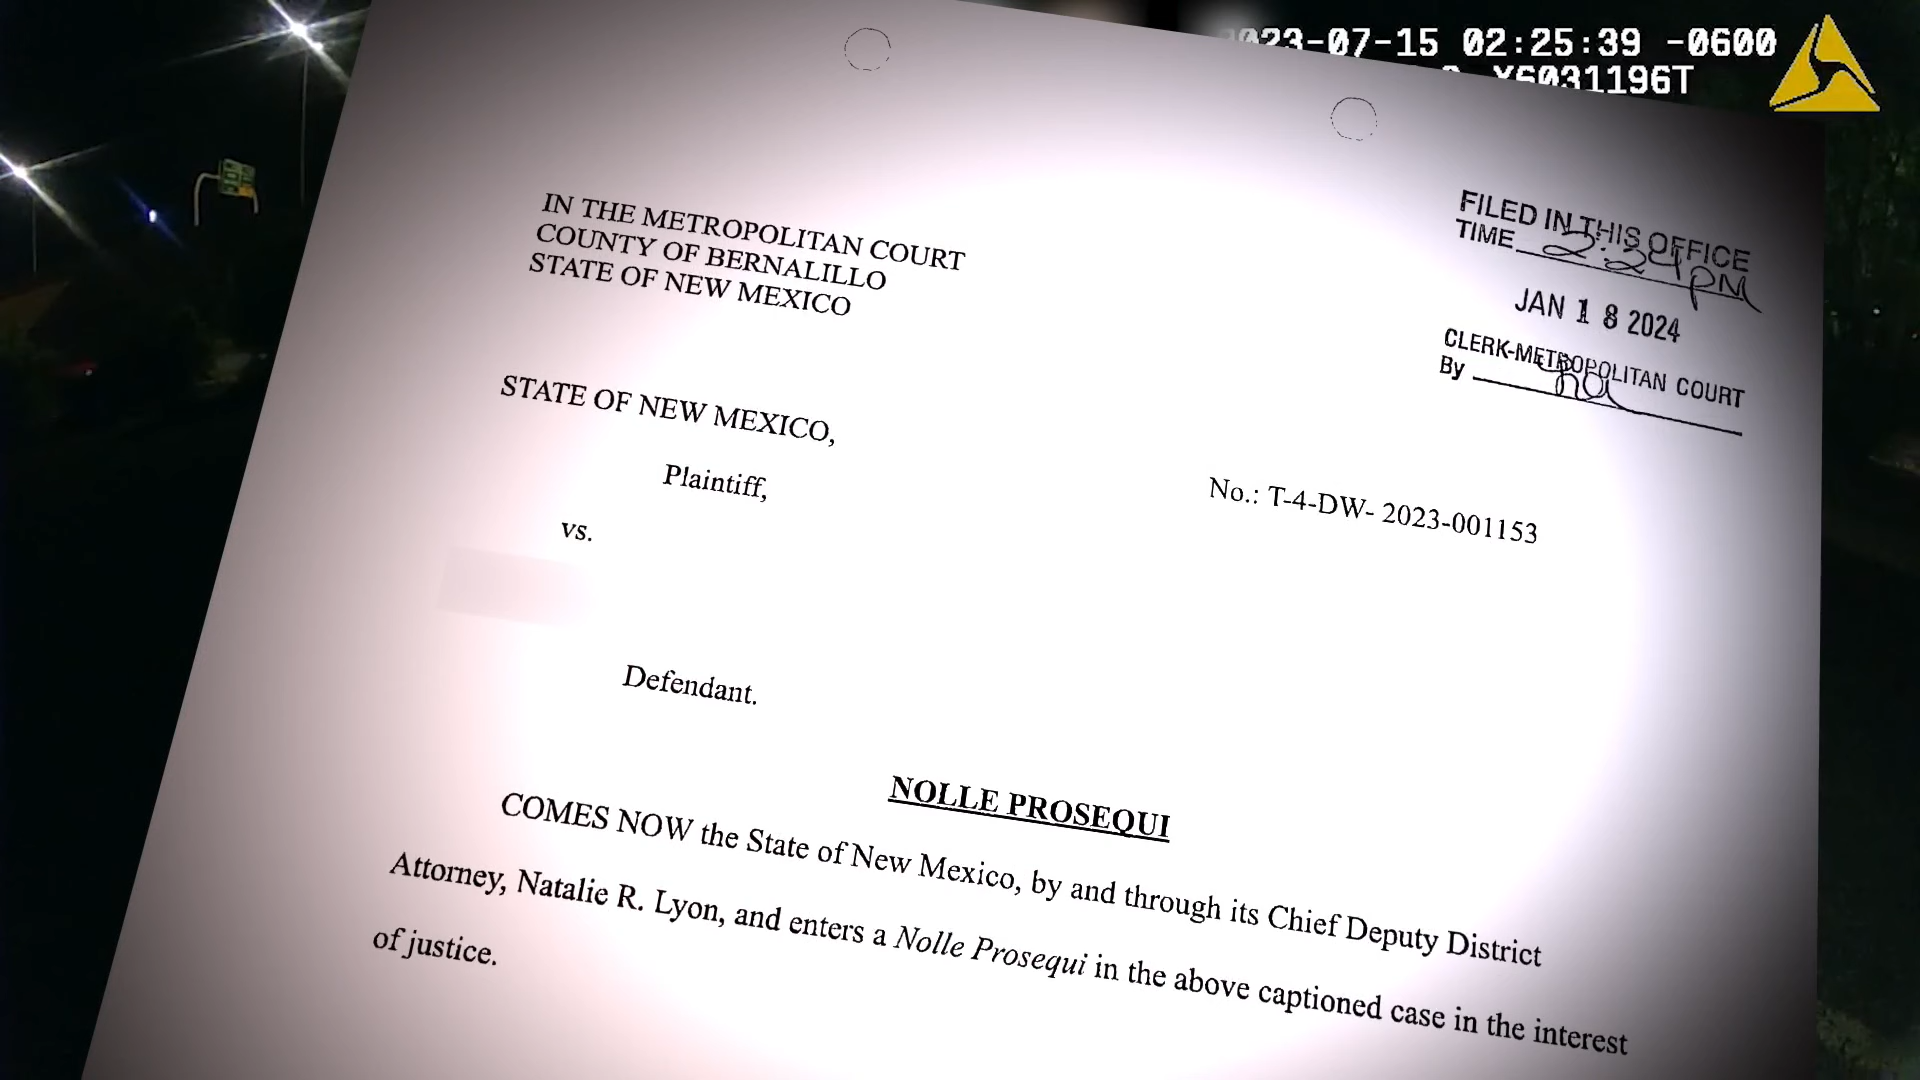 2023-07-15 02:25:39 -0600
X6031196T
IN THE METROPOLITAN COURT
COUNTY OF BERNALILLO
STATE OF NEW MEXICO
FILED IN THIS OFFICE
TIME 2:24PM
JAN 18 2024
CLERK-METROPOLITAN COURT
By
STATE OF NEW MEXICO,
Plaintiff,
No.: T-4-DW- 2023-001153
vs.
Defendant.
NOLLE PROSEQUI
COMES NOW the State of New Mexico, by and through its Chief Deputy District
Attorney, Natalie R. Lyon, and enters a Nolle Prosequi in the above captioned case in the interest
of justice.